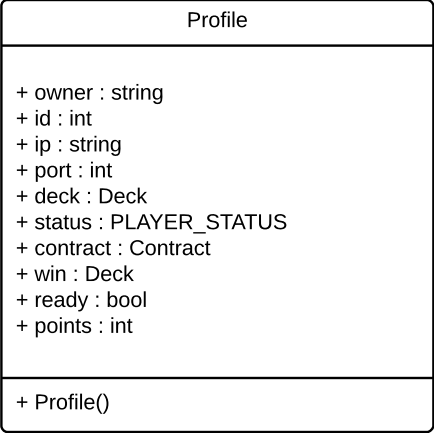 Profile
+ owner : string
+ id : int
+ ip : string
+ port : int
+ deck : Deck
+ status : PLAYER_STATUS
+ contract : Contract
+ win : Deck
+ ready : bool
+ points : int
+ Profile()